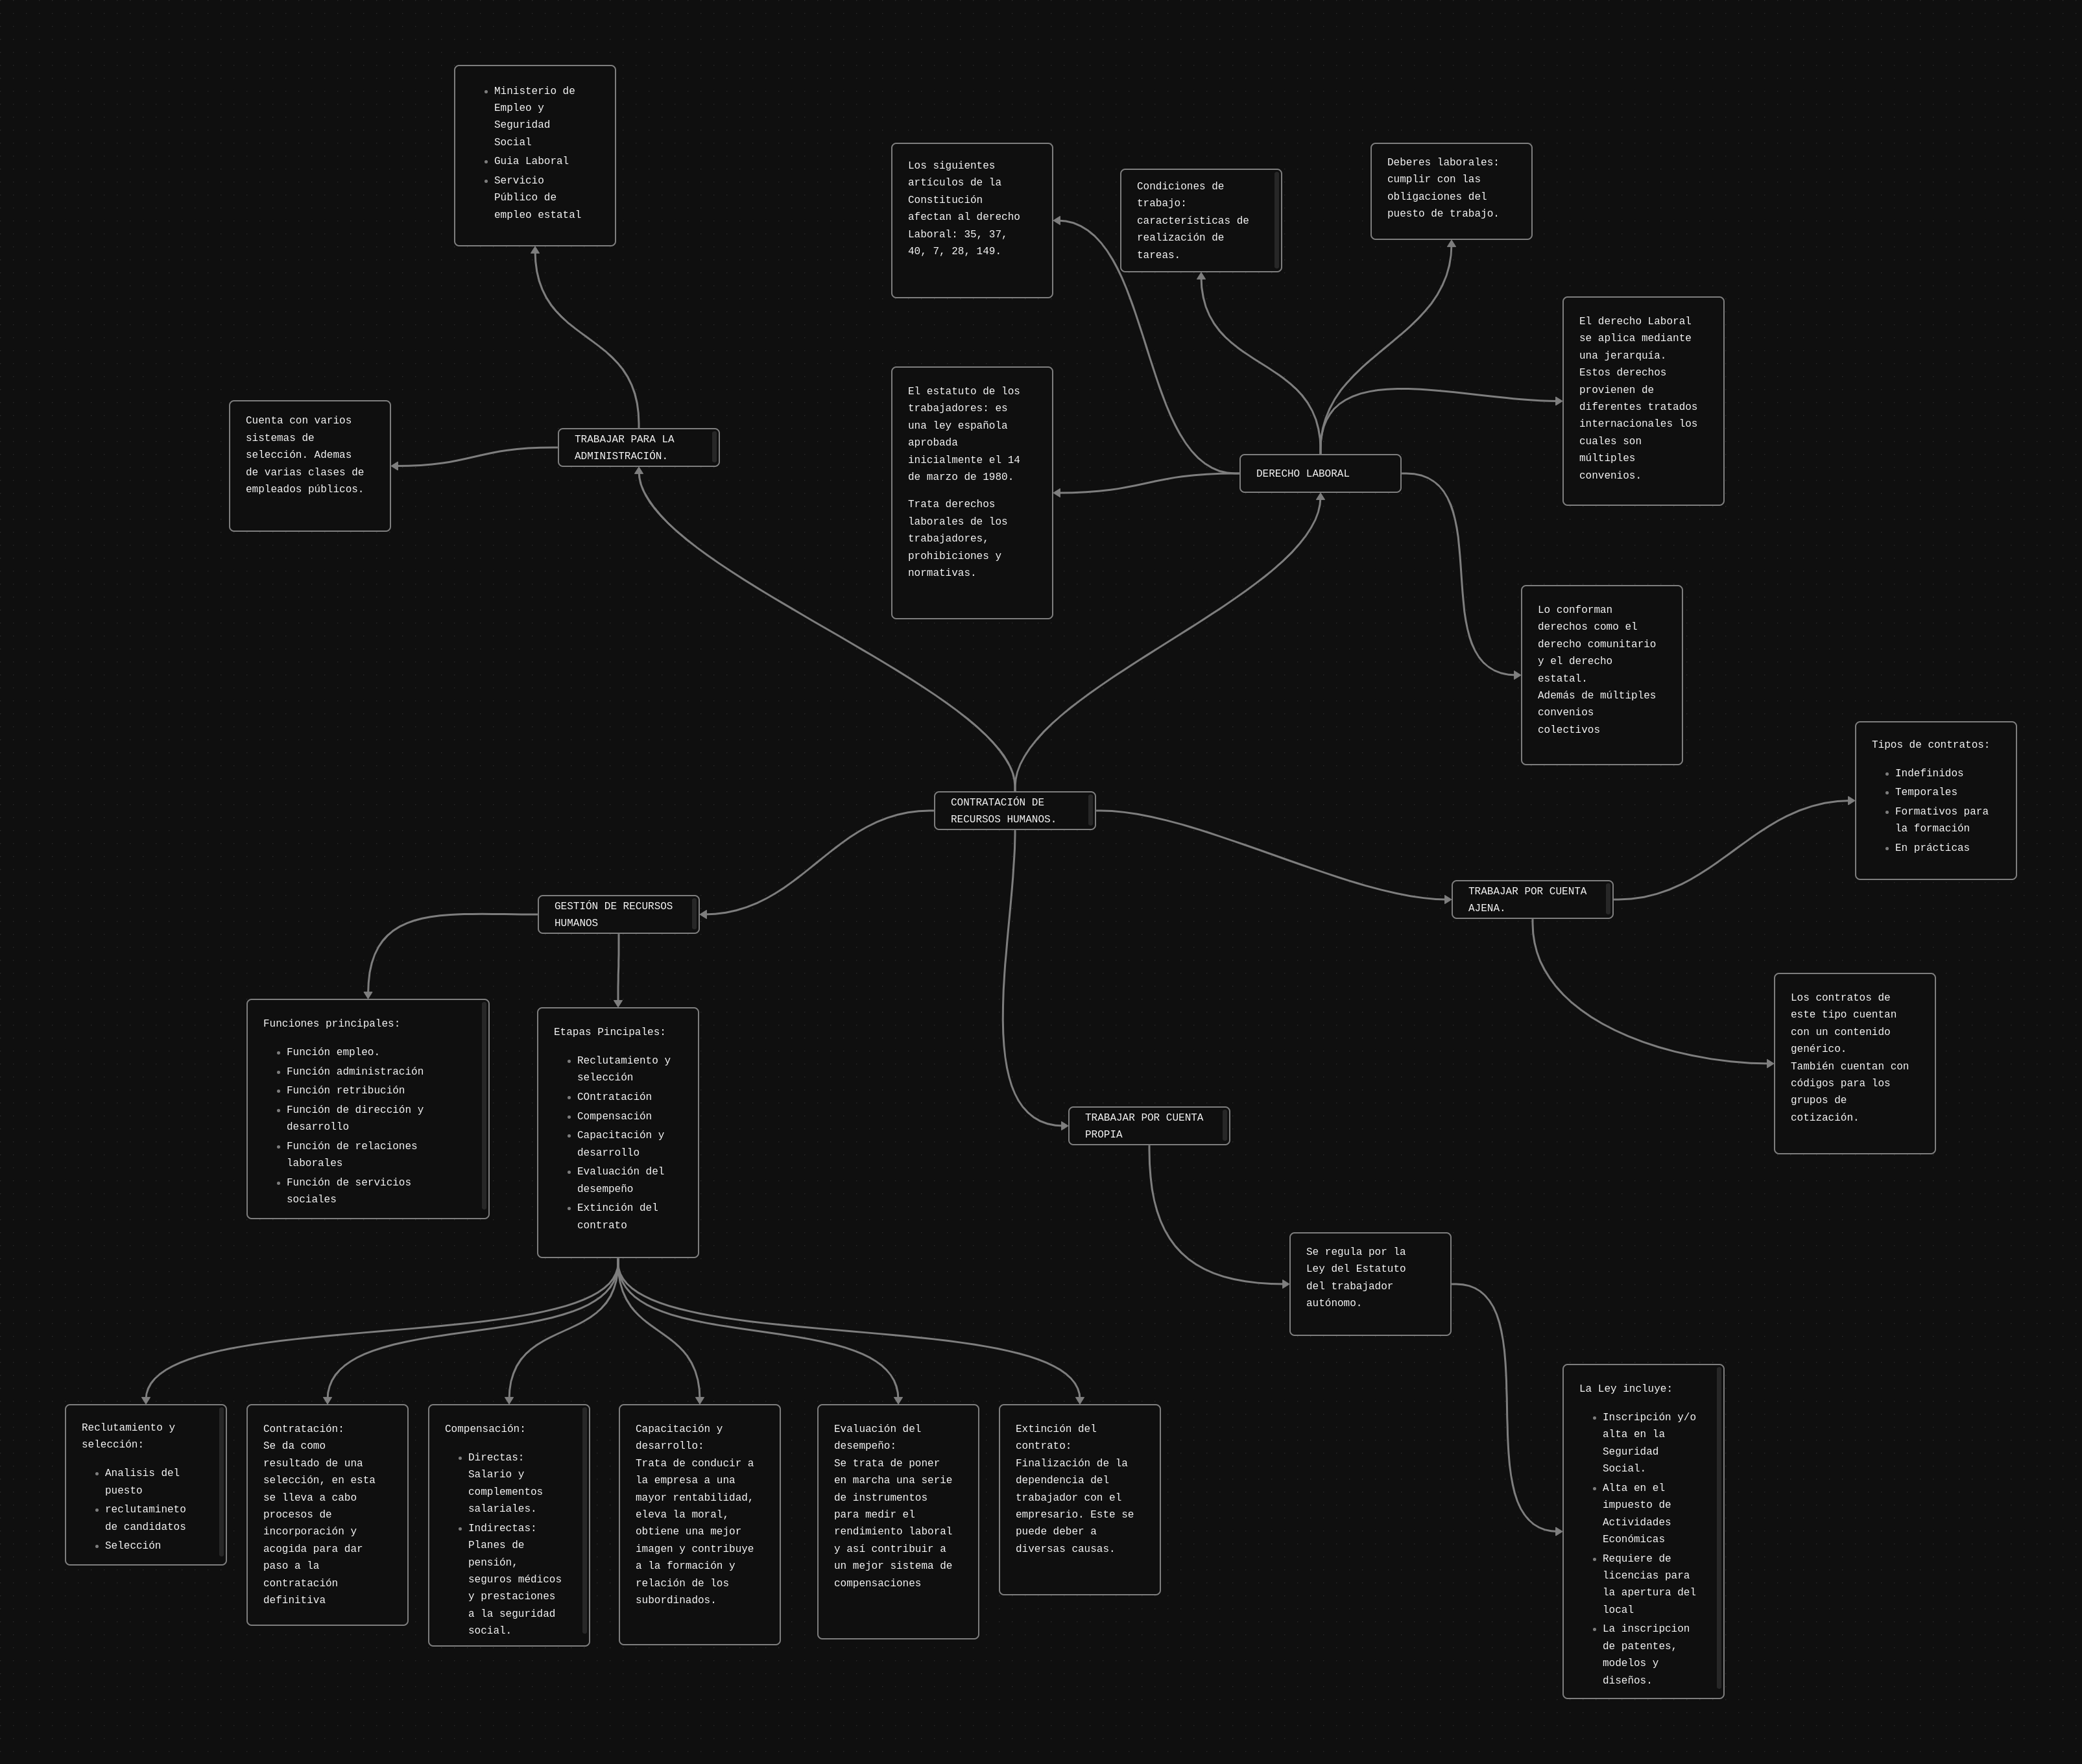 Ministerio de
Empleo y
Seguridad
Social
Guia Laboral
Servicio
Público de
empleo estatal
Los siguientes
artículos de la
Constitución
afectan al derecho
Laboral: 35, 37,
40, 7, 28, 149.
Condiciones de
trabajo:
características de
realización de
tareas.
Deberes laborales:
cumplir con las
obligaciones del
puesto de trabajo.
El derecho Laboral
se aplica mediante
una jerarquía.
Estos derechos
provienen de
diferentes tratados
internacionales los
cuales son
múltiples
convenios.
El estatuto de los
trabajadores: es
una ley española
aprobada
inicialmente el 14
de marzo de 1980.
Trata derechos
laborales de los
trabajadores,
prohibiciones y
normativas.
Cuenta con varios
sistemas de
selección. Ademas
de varias clases de
empleados públicos.
TRABAJAR PARA LA
ADMINISTRACIÓN.
DERECHO LABORAL
Lo conforman
derechos como el
derecho comunitario
y el derecho
estatal.
Además de múltiples
convenios
colectivos
Tipos de contratos:
Indefinidos
Temporales
Formativos para
la formación
En prácticas
CONTRATACIÓN DE
RECURSOS HUMANOS.
TRABAJAR POR CUENTA
AJENA.
GESTIÓN DE RECURSOS
HUMANOS
Los contratos de
este tipo cuentan
con un contenido
genérico.
También cuentan con
códigos para los
grupos de
cotización.
Funciones principales:
Función empleo.
Función administración
Función retribución
Función de dirección y
desarrollo
Función de relaciones
laborales
Función de servicios
sociales
Etapas Pincipales:
Reclutamiento y
selección
COntratación
Compensación
Capacitación y
desarrollo
Evaluación del
desempeño
Extinción del
contrato
TRABAJAR POR CUENTA
PROPIA
Se regula por la
Ley del Estatuto
del trabajador
autónomo.
La Ley incluye:
Inscripción y/o
alta en la
Seguridad
Social.
Alta en el
impuesto de
Actividades
Económicas
Requiere de
licencias para
la apertura del
local
La inscripcion
de patentes,
modelos y
diseños.
Reclutamiento y
selección:
Analisis del
puesto
reclutamineto
de candidatos
Selección
Contratación:
Se da como
resultado de una
selección, en esta
se lleva a cabo
procesos de
incorporación y
acogida para dar
paso a la
contratación
definitiva
Compensación:
Directas:
Salario y
complementos
salariales.
Indirectas:
Planes de
pensión,
seguros médicos
y prestaciones
a la seguridad
social.
Capacitación y
desarrollo:
Trata de conducir a
la empresa a una
mayor rentabilidad,
eleva la moral,
obtiene una mejor
imagen y contribuye
a la formación y
relación de los
subordinados.
Evaluación del
desempeño:
Se trata de poner
en marcha una serie
de instrumentos
para medir el
rendimiento laboral
y así contribuir a
un mejor sistema de
compensaciones
Extinción del
contrato:
Finalización de la
dependencia del
trabajador con el
empresario. Este se
puede deber a
diversas causas.